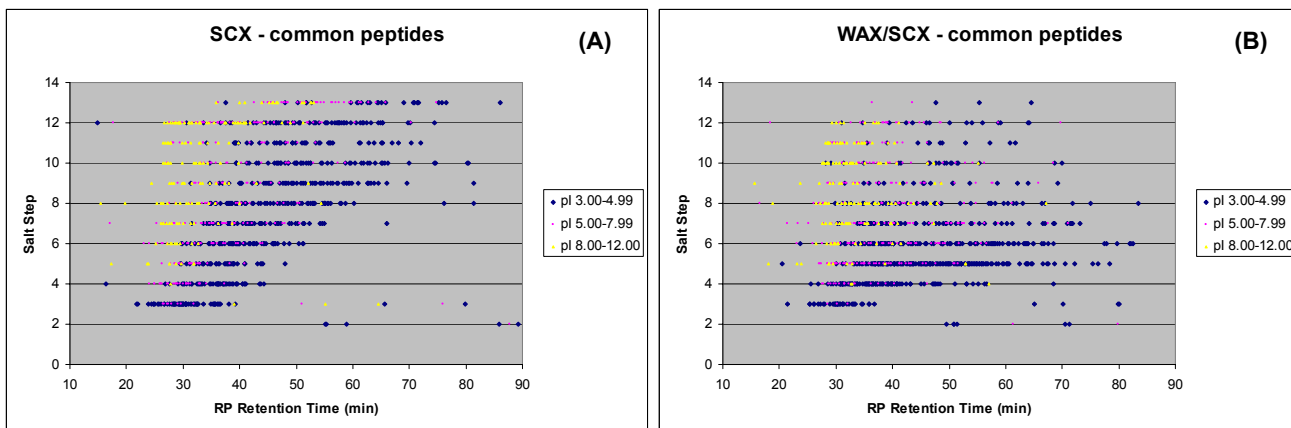 SCX - common peptides
(A)
Salt Step
14
12
10
8
6
4
2
0
10 20 30 40 50 60 70 80 90
RP Retention Time (min)
pI 3.00-4.99
pI 5.00-7.99
pI 8.00-12.00
WAX/SCX - common peptides
(B)
Salt Step
14
12
10
8
6
4
2
0
10 20 30 40 50 60 70 80 90
RP Retention Time (min)
pI 3.00-4.99
pI 5.00-7.99
pI 8.00-12.00